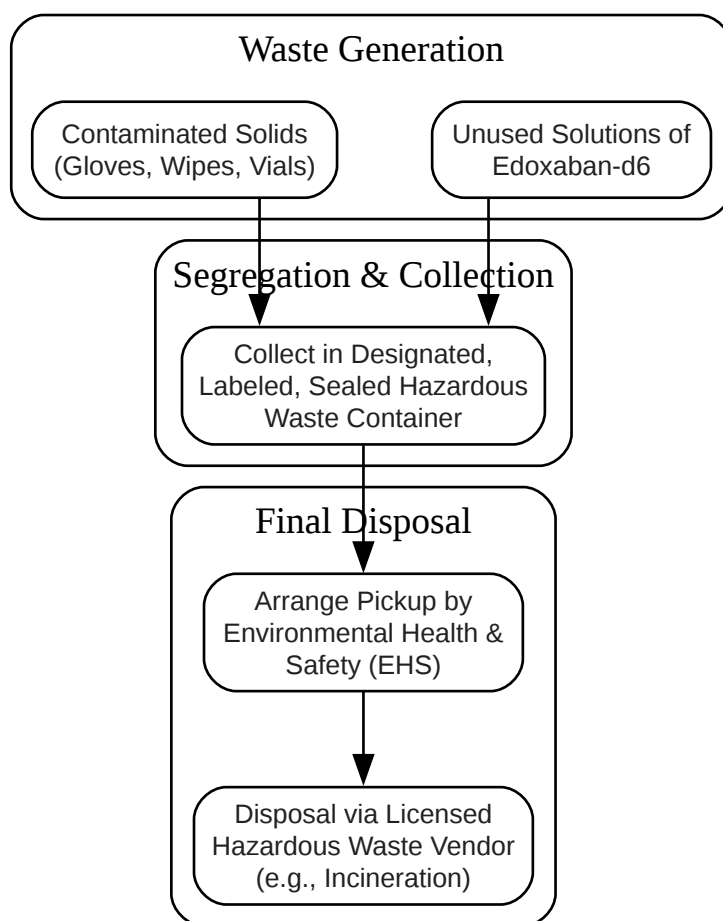 Waste Generation
Contaminated Solids
(Gloves, Wipes, Vials)
Unused Solutions of
Edoxaban-d6
Segregation & Collection
Collect in Designated,
Labeled, Sealed Hazardous
Waste Container
Final Disposal
Arrange Pickup by
Environmental Health &
Safety (EHS)
Disposal via Licensed
Hazardous Waste Vendor
(e.g., Incineration)